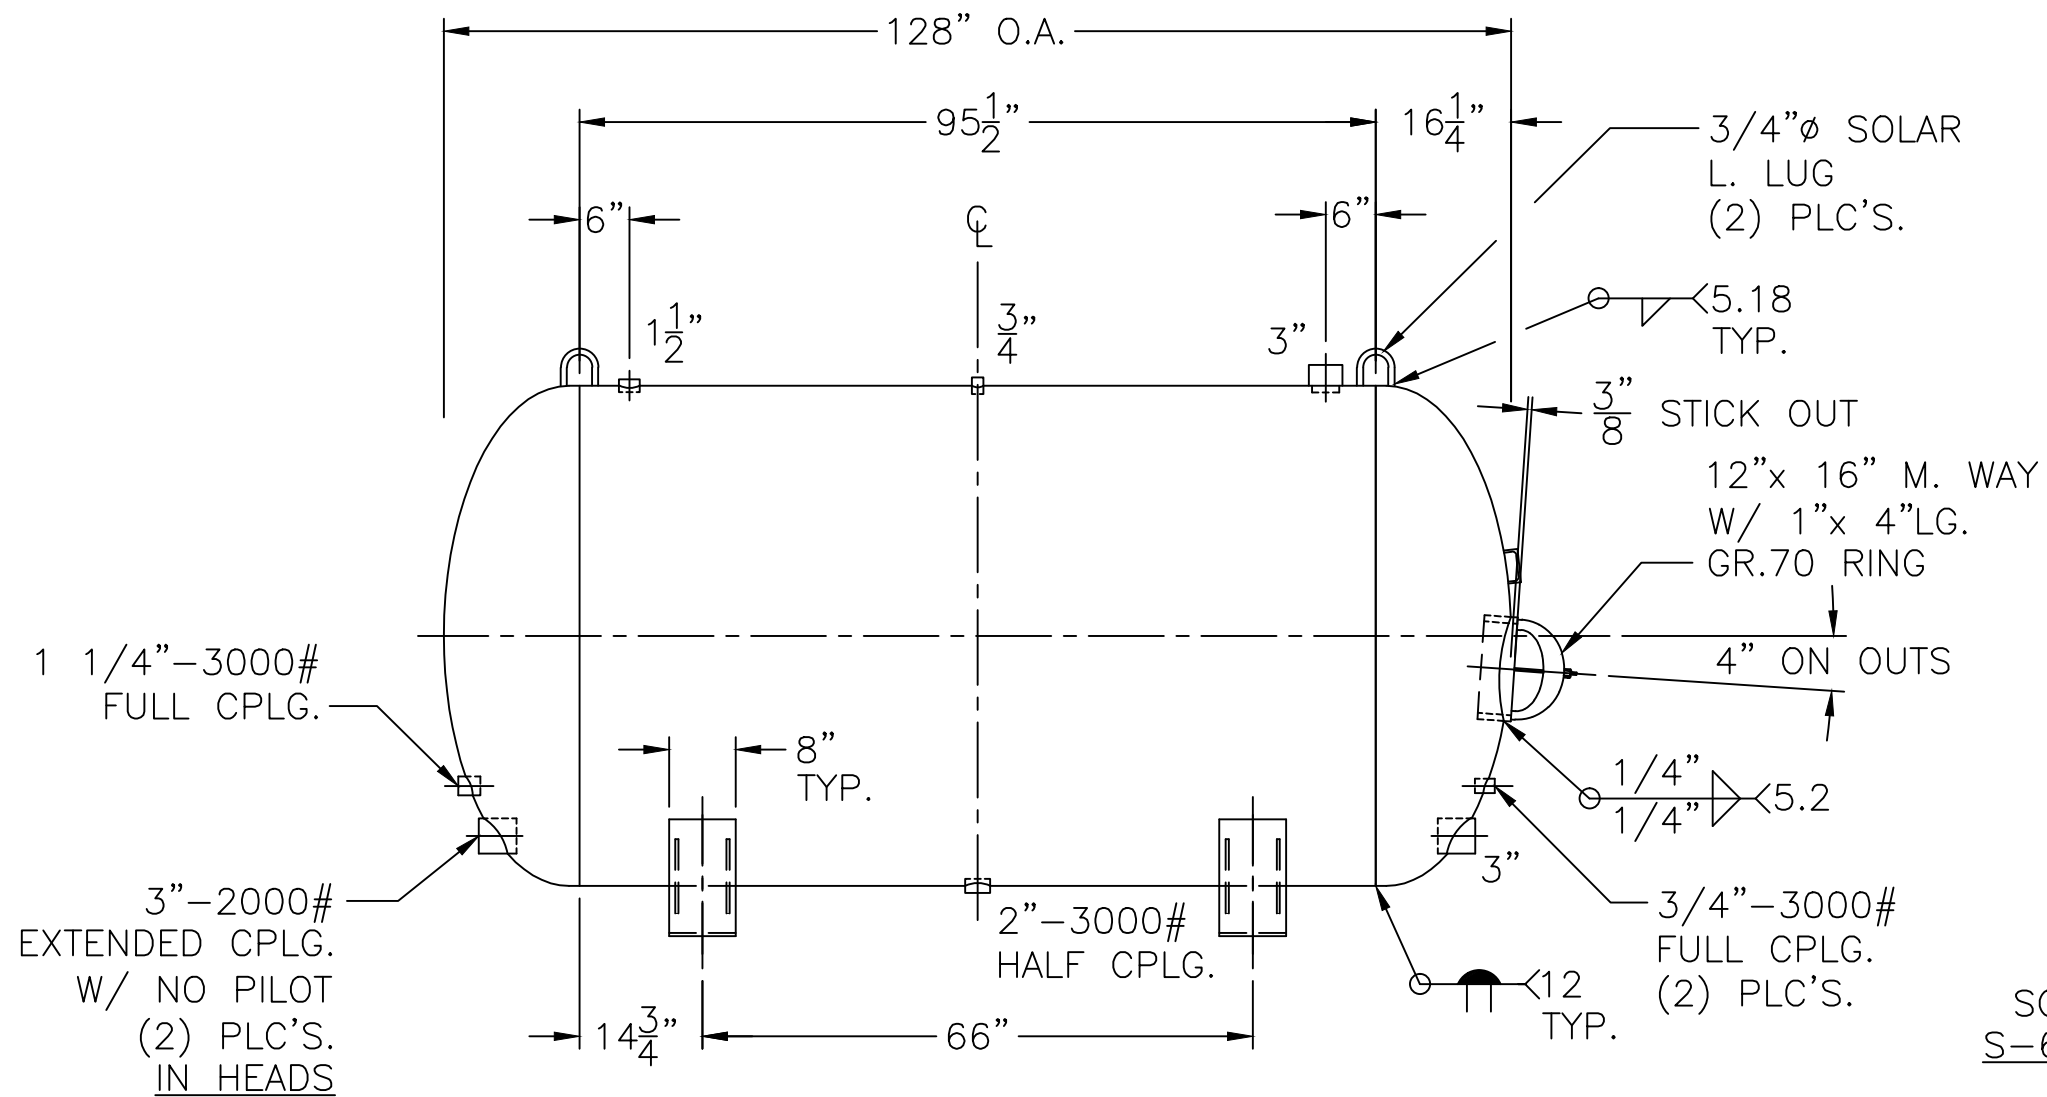 128” O.A.
95 1/2”
16 1/4”
3/4”ø SOLAR
L. LUG
(2) PLC'S.
6”
℄
6”
1 1/2”
3/4”
3”
5.18
TYP.
3/8” STICK OUT
12”x 16” M. WAY
W/ 1”x 4”LG.
GR.70 RING
4” ON OUTS
1 1/4”-3000#
FULL CPLG.
8”
TYP.
1/4”
1/4”
5.2
3”
3”-2000#
EXTENDED CPLG.
W/ NO PILOT
(2) PLC'S.
IN HEADS
2”-3000#
HALF CPLG.
3/4”-3000#
FULL CPLG.
(2) PLC'S.
12
TYP.
14 3/4”
66”